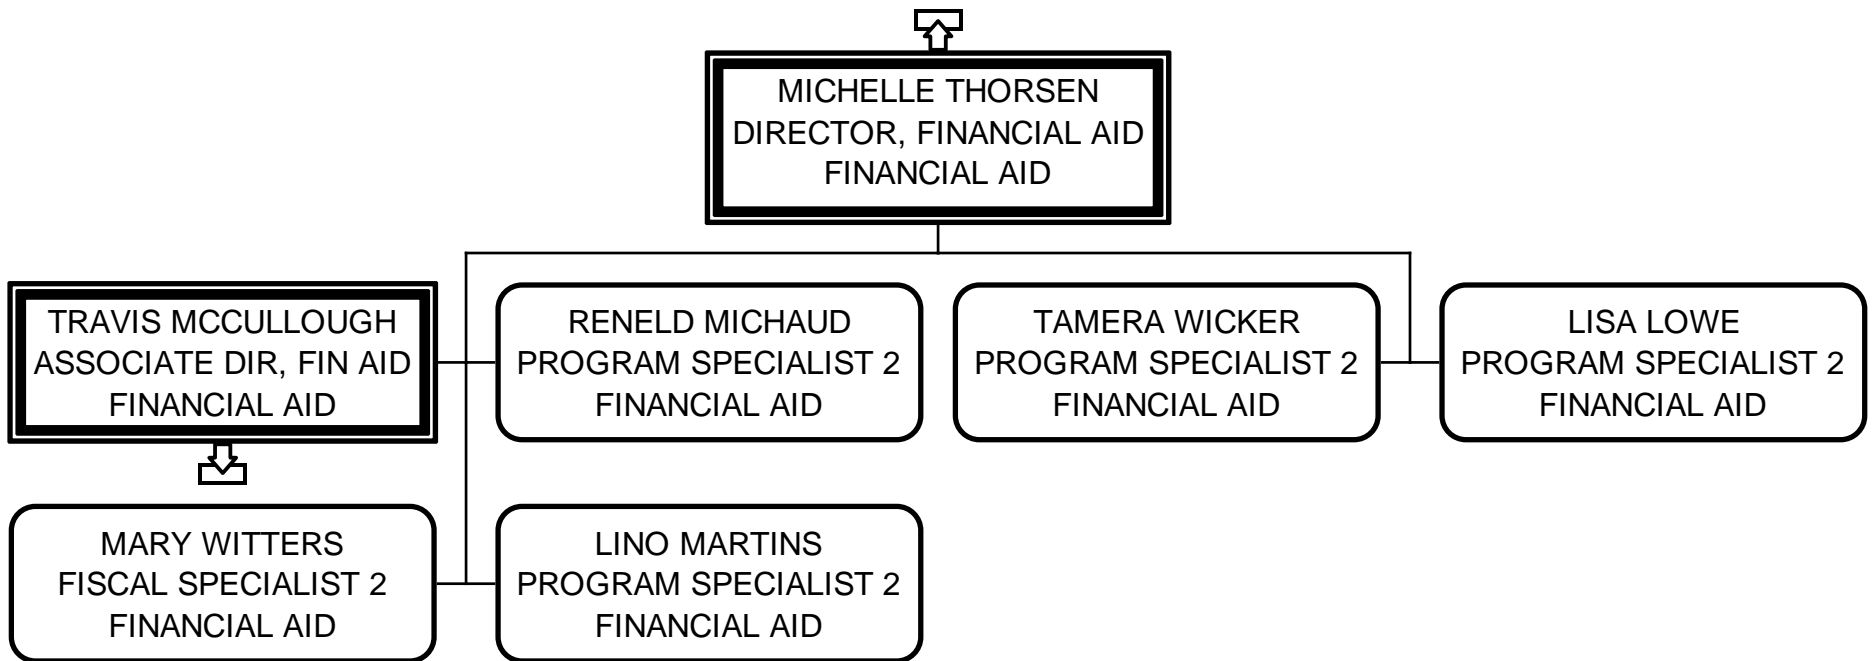 MICHELLE THORSEN
DIRECTOR, FINANCIAL AID
FINANCIAL AID
TRAVIS MCCULLOUGH
ASSOCIATE DIR, FIN AID
FINANCIAL AID
RENELD MICHAUD
PROGRAM SPECIALIST 2
FINANCIAL AID
TAMERA WICKER
PROGRAM SPECIALIST 2
FINANCIAL AID
LISA LOWE
PROGRAM SPECIALIST 2
FINANCIAL AID
MARY WITTERS
FISCAL SPECIALIST 2
FINANCIAL AID
LINO MARTINS
PROGRAM SPECIALIST 2
FINANCIAL AID